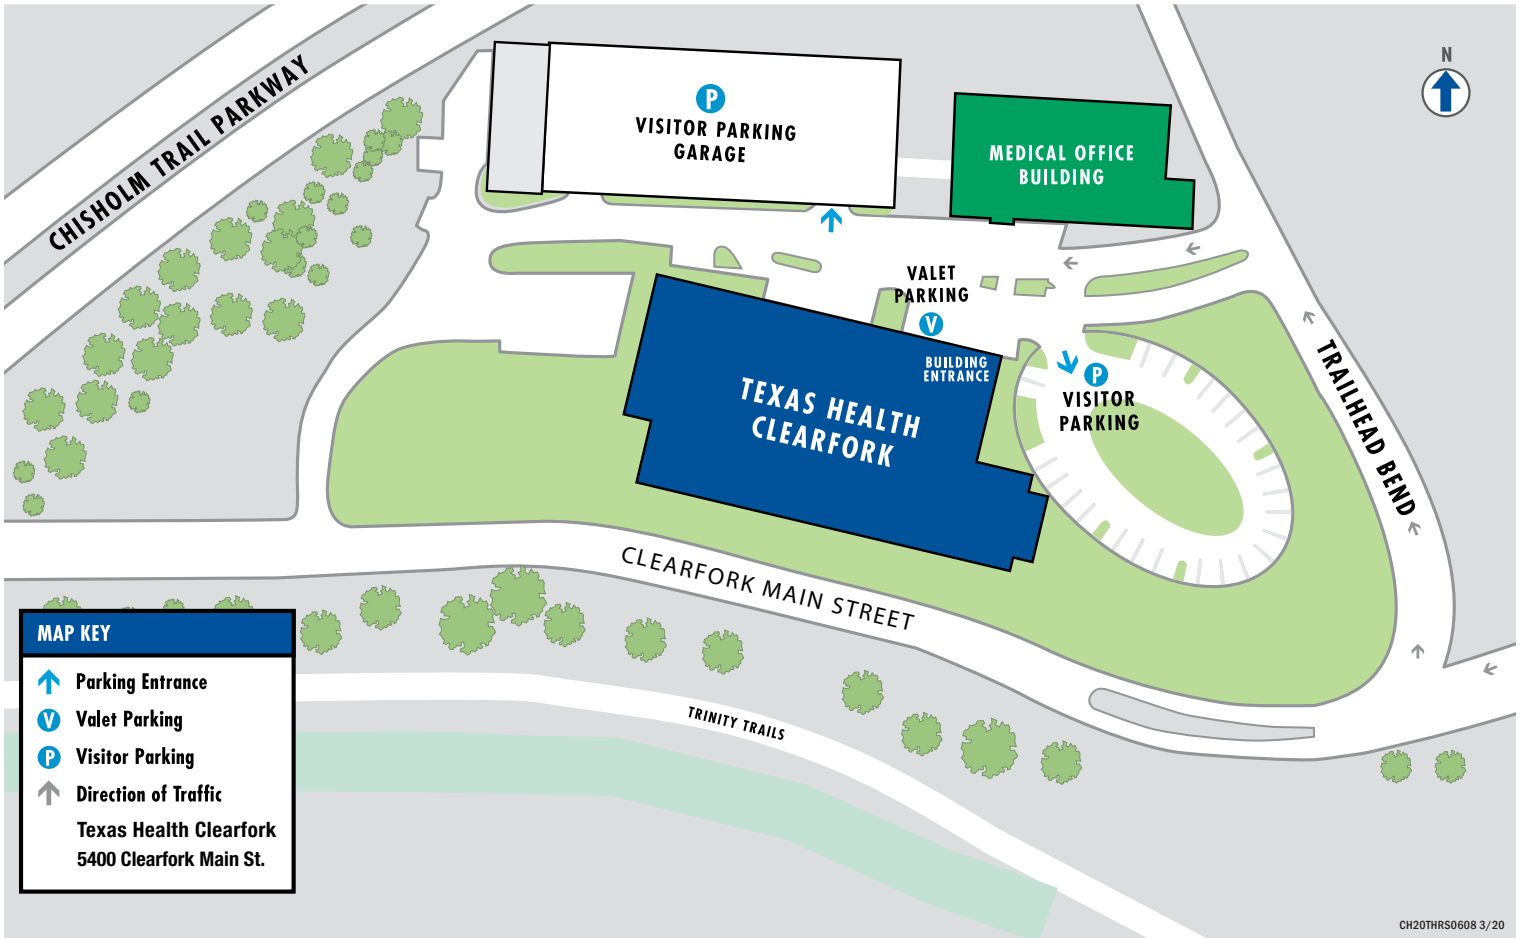 N
CHISHOLM TRAIL PARKWAY
P
VISITOR PARKING
GARAGE
MEDICAL OFFICE
BUILDING
VALET
PARKING
V
BUILDING
ENTRANCE
P
VISITOR
PARKING
TEXAS HEALTH
CLEARFORK
TRAILHEAD BEND
CLEARFORK MAIN STREET
TRINITY TRAILS
MAP KEY
Parking Entrance
V Valet Parking
P Visitor Parking
Direction of Traffic
Texas Health Clearfork
5400 Clearfork Main St.
CH20THRS0608 3/20